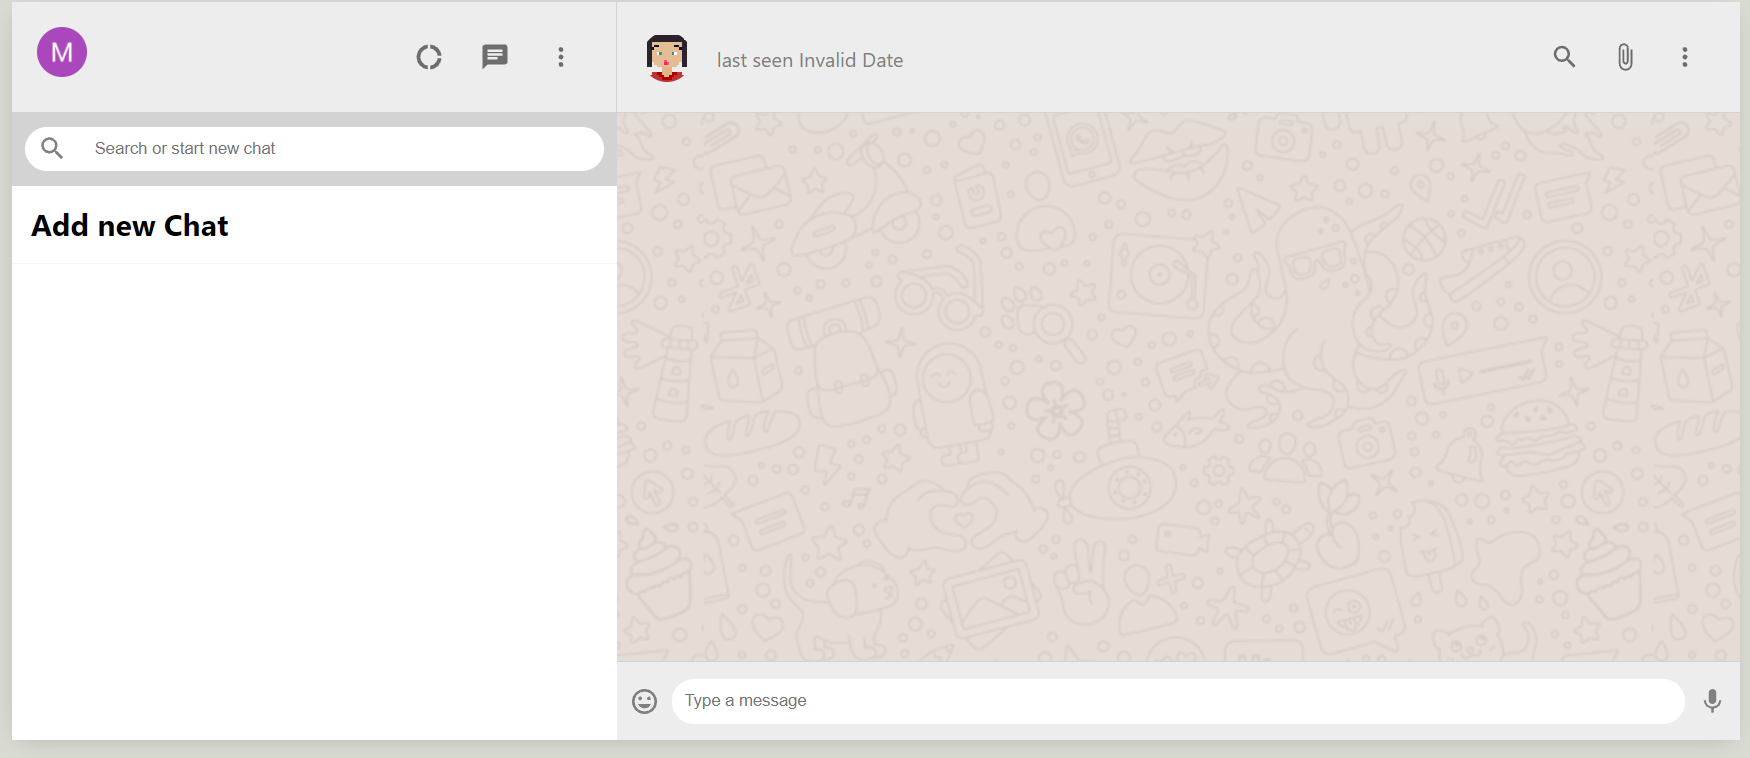 M
last seen Invalid Date
Search or start new chat
Add new Chat
Type a message